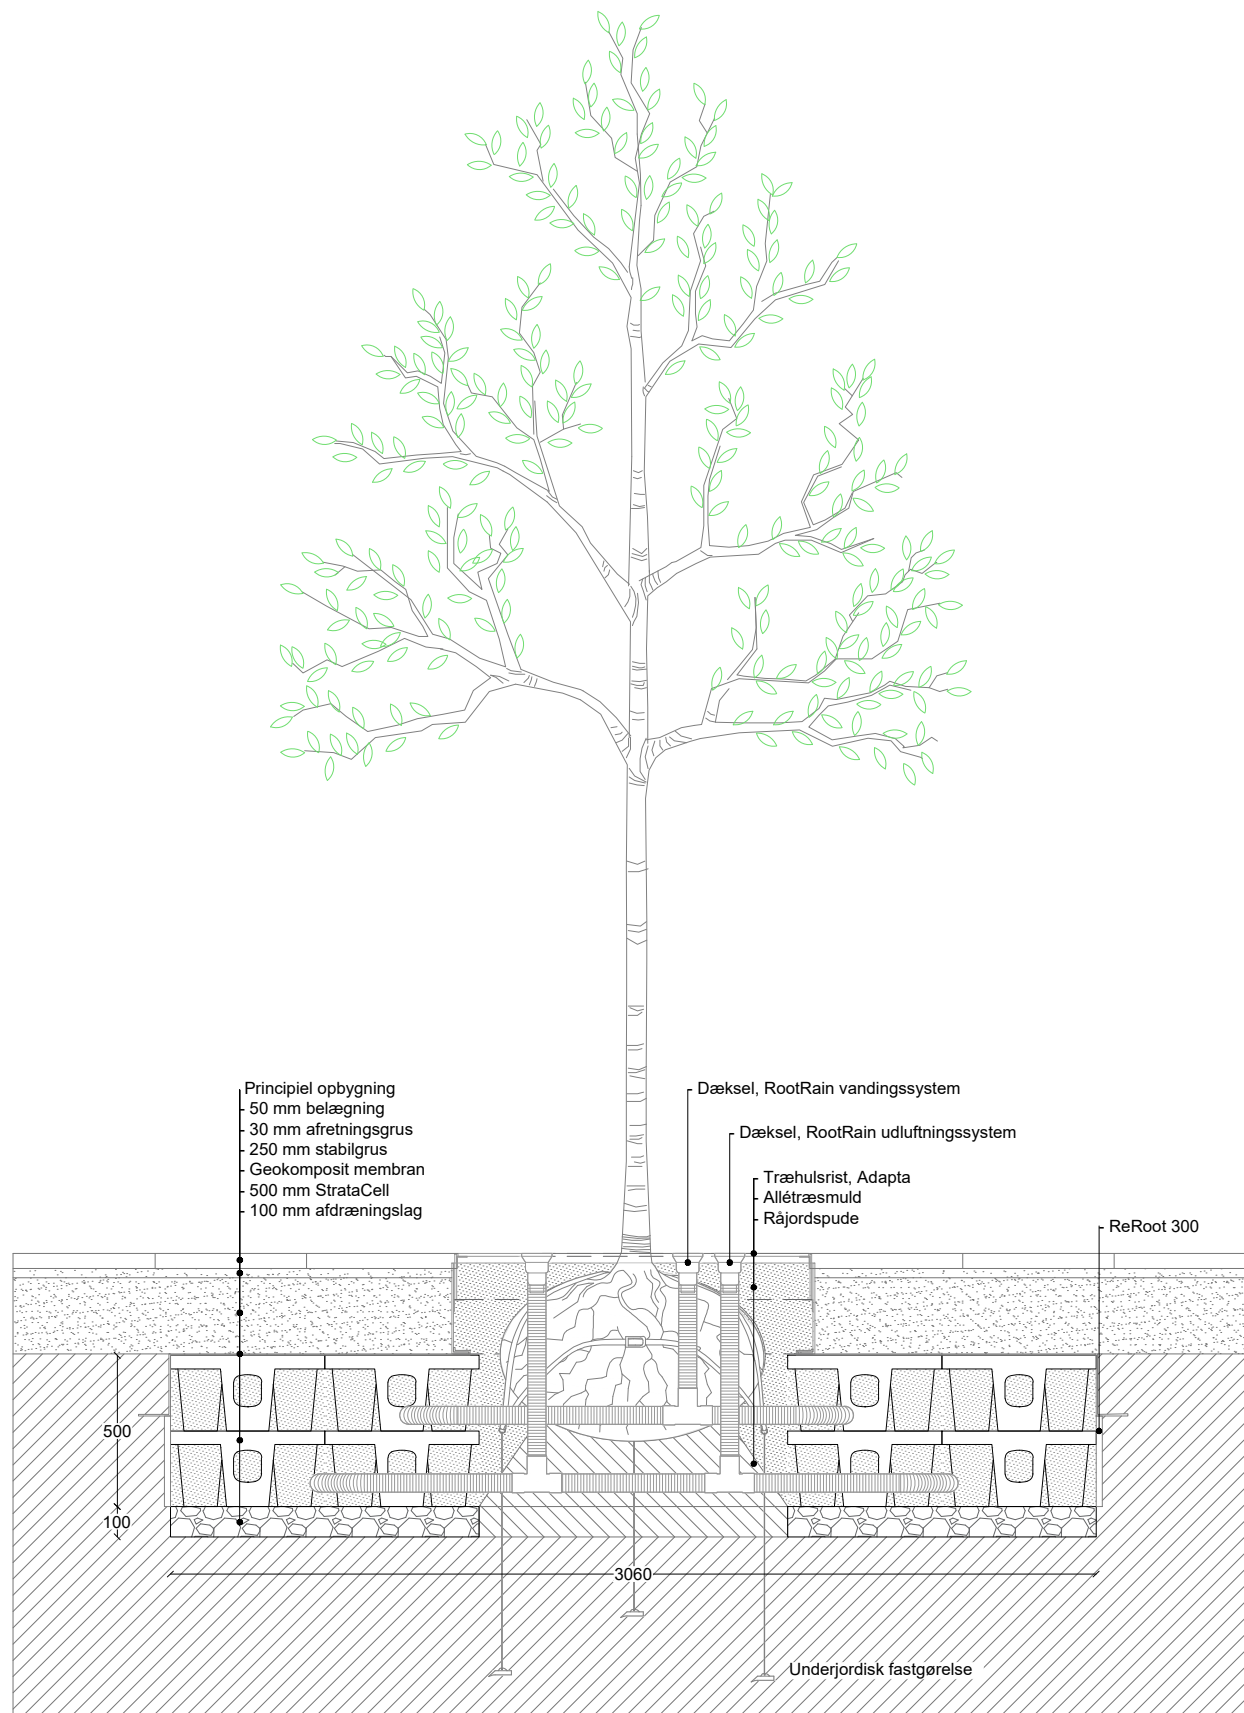 Principiel opbygning
50 mm belægning
30 mm afretningsgrus
250 mm stabilgrus
Geokomposit membran
500 mm StrataCell
100 mm afdræningslag
Dæksel, RootRain vandingssystem
Dæksel, RootRain udluftningssystem
Træhulsrist, Adapta
Allétræsmuld
Råjordspude
ReRoot 300
500
100
3060
Underjordisk fastgørelse